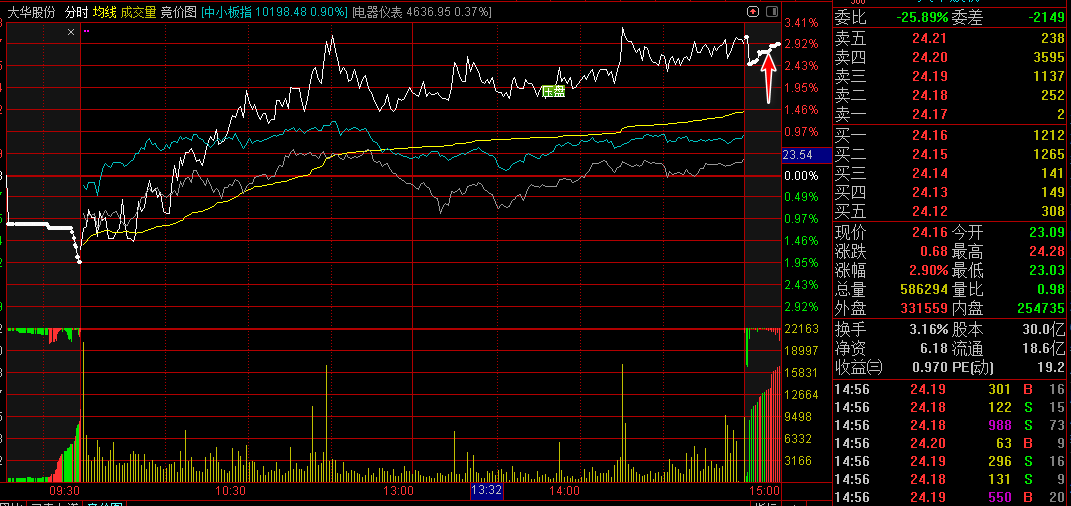 大华股份 分时 均线 成交量 竞价图 [中小板指 10198.48 0.90%] [电器仪表 4636.95 0.37%]
3.41%
2.92%
2.43%
1.95%
1.46%
0.97%
23.54
0.00%
0.49%
0.97%
1.46%
1.95%
2.43%
2.92%
22163
18997
15831
12664
9498
6332
3166
压盘
09:30 10:30 13:00 13:32 14:00 15:00
委比 -25.89% 委差 -2149
卖五 24.21 238
卖四 24.20 3595
卖三 24.19 1137
卖二 24.18 252
卖一 24.17 2
买一 24.16 1212
买二 24.15 1265
买三 24.14 141
买四 24.13 149
买五 24.12 308
现价 24.16 今开 23.09
涨跌 0.68 最高 24.28
涨幅 2.90% 最低 23.03
总量 586294 量比 0.98
外盘 331559 内盘 254735
换手 3.16% 股本 30.0亿
净资 6.18 流通 18.6亿
收益㈢ 0.970 PE(动) 19.2
14:56 24.19 301 B 16
14:56 24.18 122 S 15
14:56 24.18 988 S 73
14:56 24.20 63 B 9
14:56 24.19 296 S 16
14:56 24.18 131 S 9
14:56 24.19 550 B 20